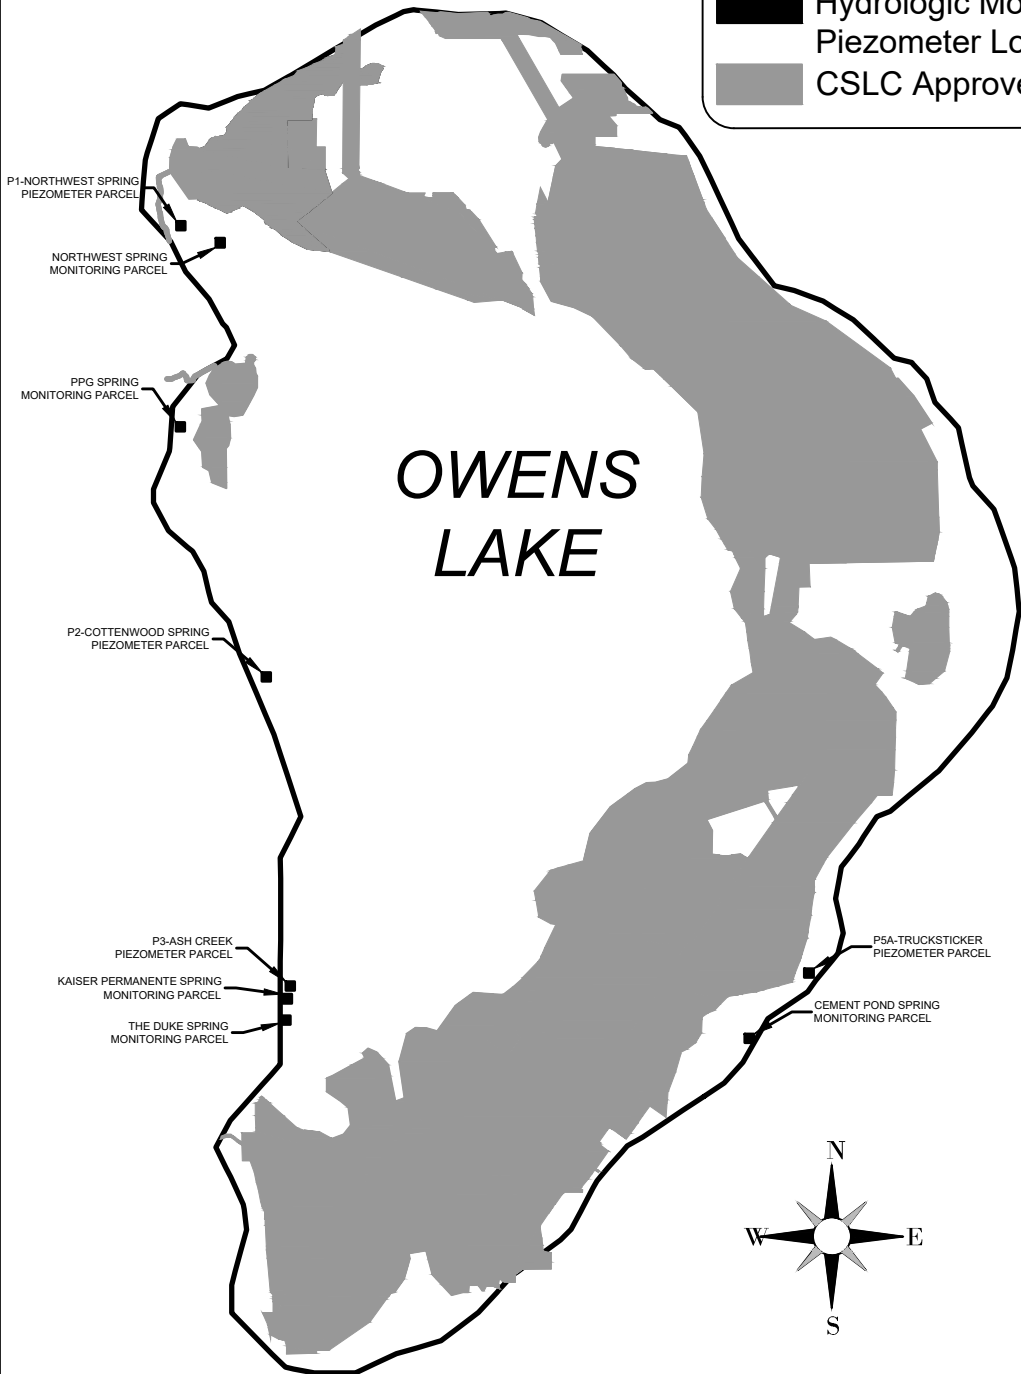 Hydrologic Mo
Piezometer Lo
CSLC Approve
P1-NORTHWEST SPRING
PIEZOMETER PARCEL
NORTHWEST SPRING
MONITORING PARCEL
PPG SPRING
MONITORING PARCEL
OWENS
LAKE
P2-COTTENWOOD SPRING
PIEZOMETER PARCEL
P3-ASH CREEK
PIEZOMETER PARCEL
KAISER PERMANENTE SPRING
MONITORING PARCEL
THE DUKE SPRING
MONITORING PARCEL
P5A-TRUCKSTICKER
PIEZOMETER PARCEL
CEMENT POND SPRING
MONITORING PARCEL
N
W E
S